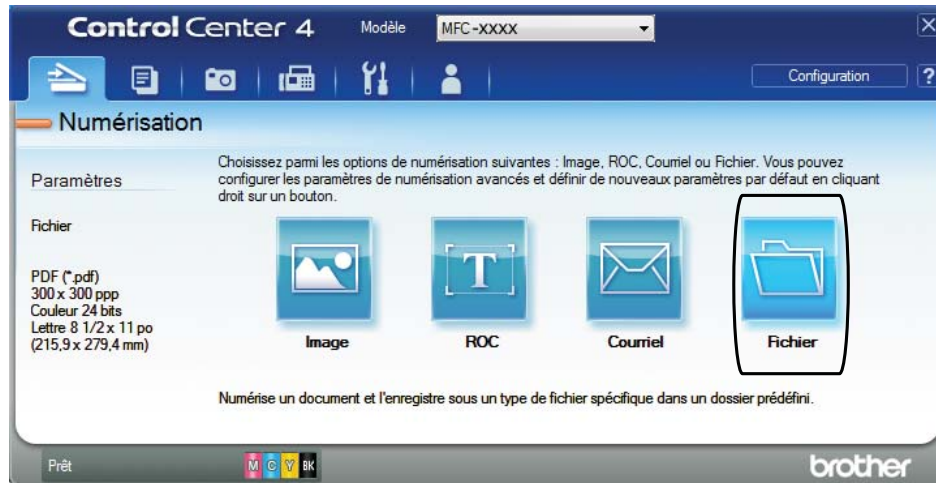 Control Center 4
Modèle
MFC-XXXX
Configuration
?
Numérisation
Paramètres
Fichier
PDF (*.pdf)
300 x 300 ppp
Couleur 24 bits
Lettre 8 1/2 x 11 po
(215,9 x 279,4 mm)
Choisissez parmi les options de numérisation suivantes : Image, ROC, Courriel ou Fichier. Vous pouvez
configurer les paramètres de numérisation avancés et définir de nouveaux paramètres par défaut en cliquant
droit sur un bouton.
T
Image
ROC
Courriel
Fichier
Numérise un document et l'enregistre sous un type de fichier spécifique dans un dossier prédéfini.
Prêt
M C Y BK
brother